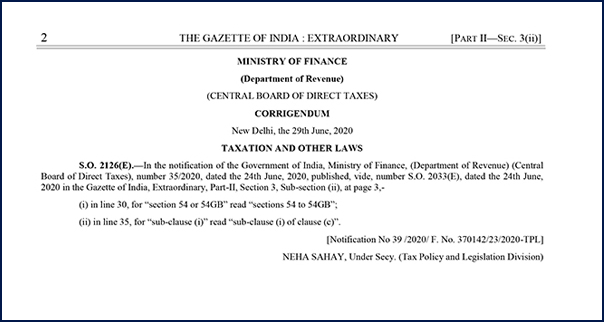 2 THE GAZETTE OF INDIA : EXTRAORDINARY [PART II—SEC. 3(ii)]
MINISTRY OF FINANCE
(Department of Revenue)
(CENTRAL BOARD OF DIRECT TAXES)
CORRIGENDUM
New Delhi, the 29th June, 2020
TAXATION AND OTHER LAWS
S.O. 2126(E).—In the notification of the Government of India, Ministry of Finance, (Department of Revenue) (Central
Board of Direct Taxes), number 35/2020, dated the 24th June, 2020, published, vide, number S.O. 2033(E), dated the 24th June,
2020 in the Gazette of India, Extraordinary, Part-II, Section 3, Sub-section (ii), at page 3,-
(i) in line 30, for “section 54 or 54GB” read “sections 54 to 54GB”;
(ii) in line 35, for “sub-clause (i)” read “sub-clause (i) of clause (c)”.
[Notification No 39 /2020/ F. No. 370142/23/2020-TPL]
NEHA SAHAY, Under Secy. (Tax Policy and Legislation Division)